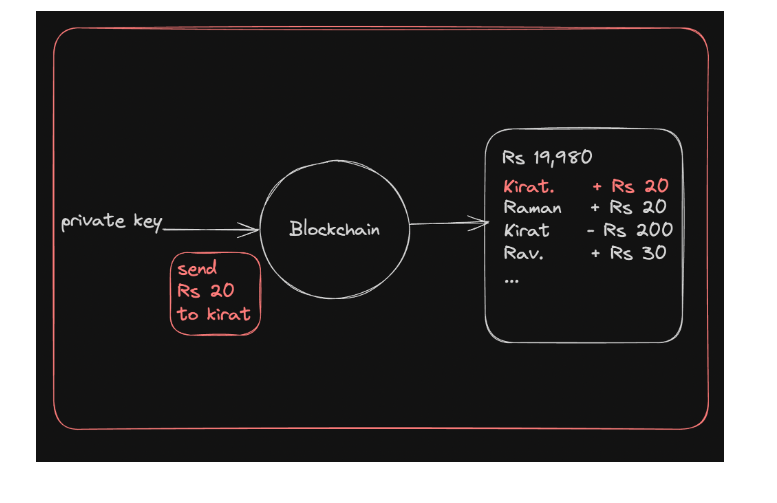 private key
send
Rs 20
to kirat
Blockchain
Rs 19,980
Kirat. + Rs 20
Raman + Rs 20
Kirat - Rs 200
Rav. + Rs 30
...